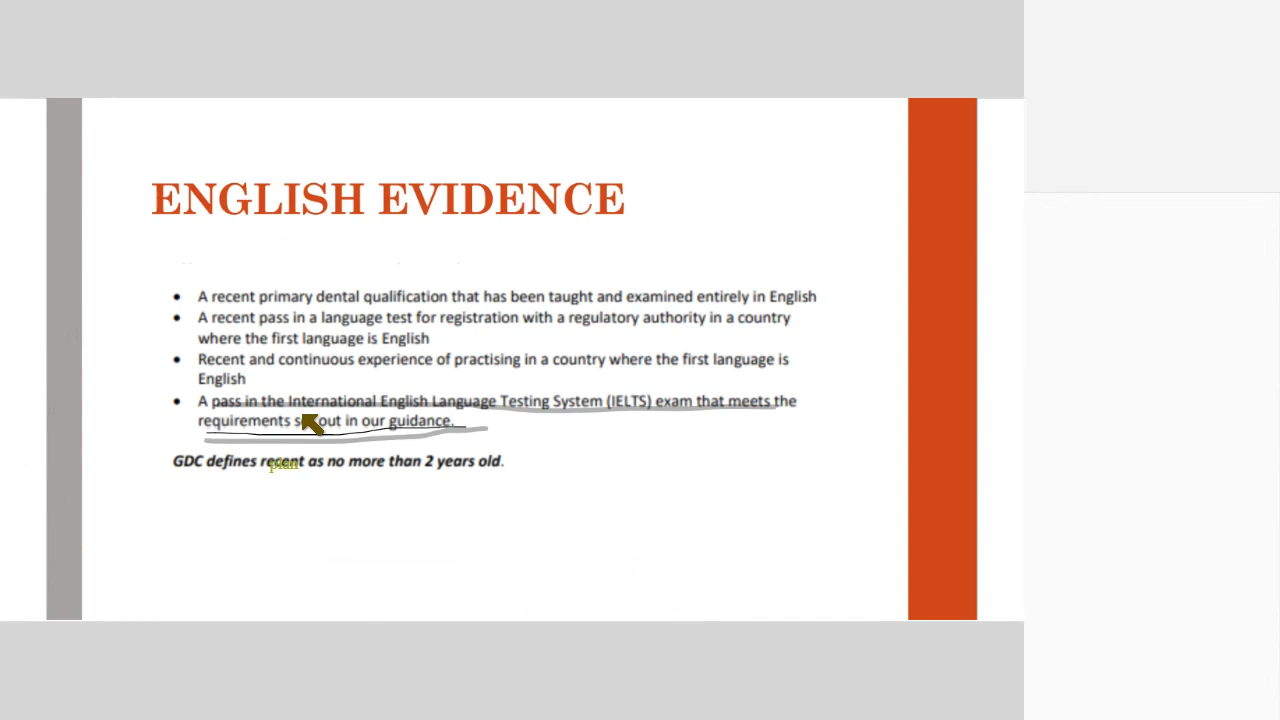 ENGLISH EVIDENCE
• A recent primary dental qualification that has been taught and examined entirely in English
• A recent pass in a language test for registration with a regulatory authority in a country
where the first language is English
• Recent and continuous experience of practising in a country where the first language is
English
• A pass in the International English Language Testing System (IELTS) exam that meets the
requirements set out in our guidance.
GDC defines recent as no more than 2 years old.
plan